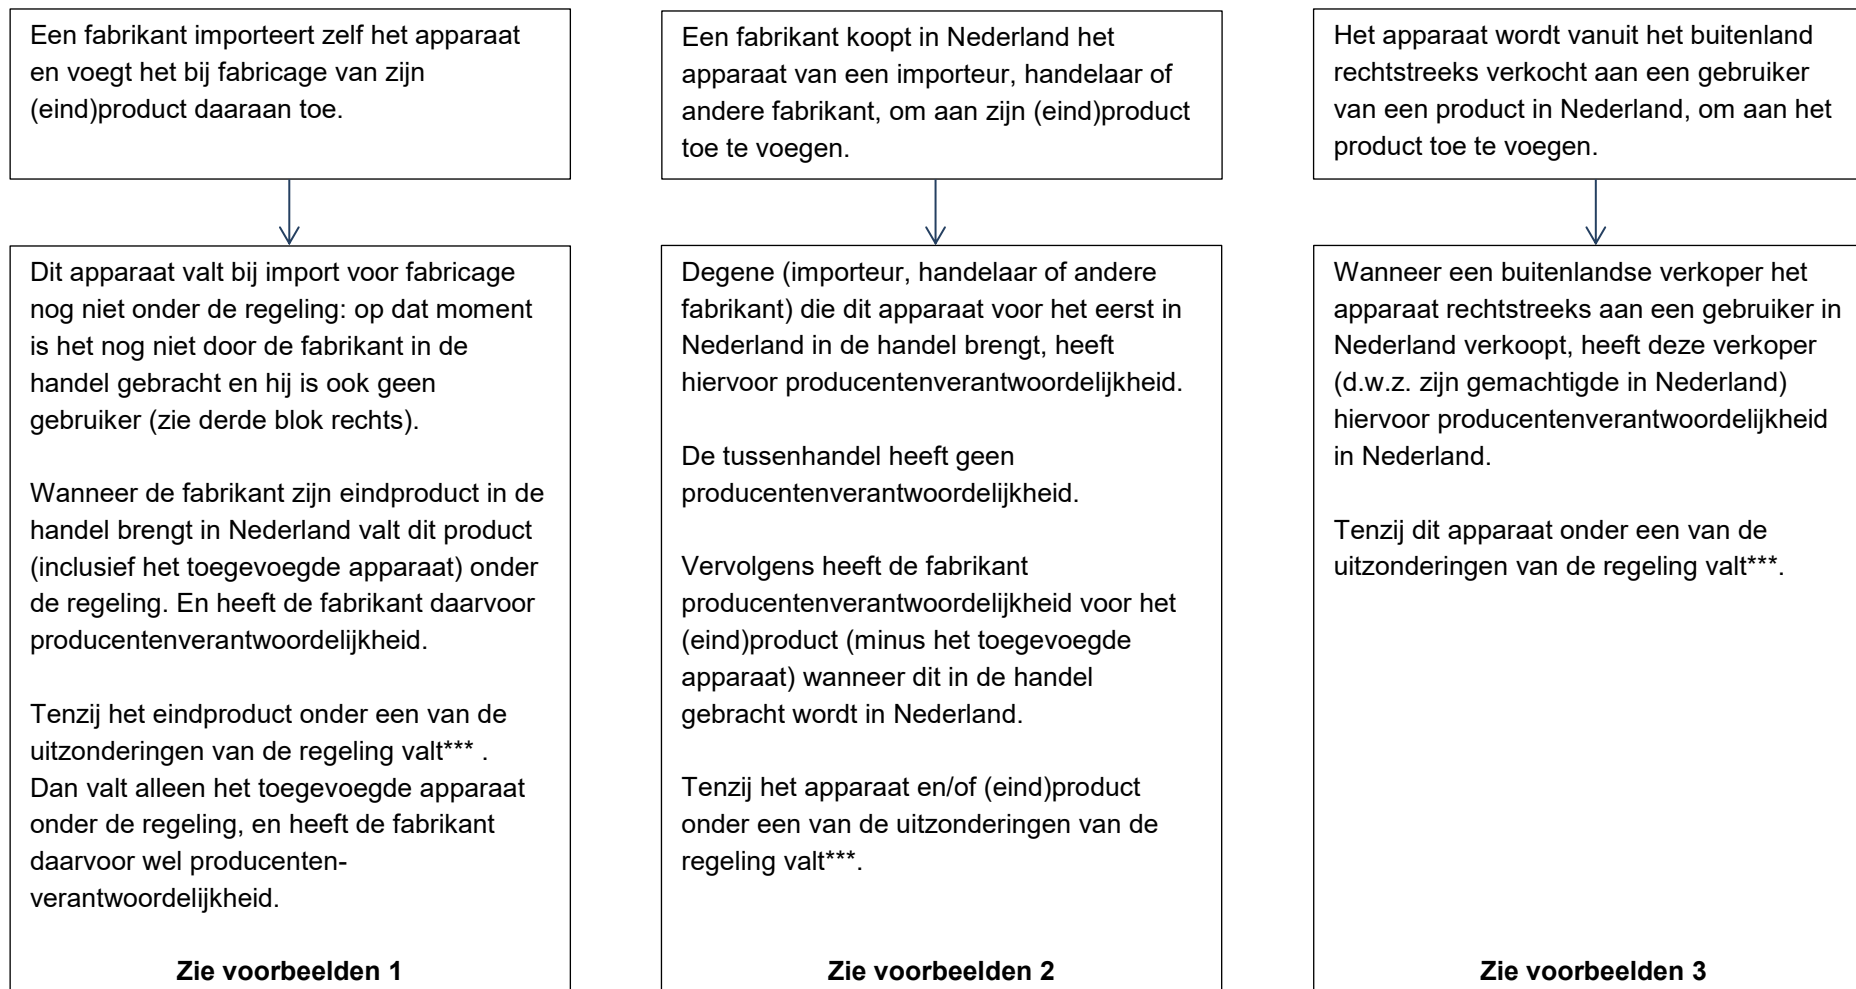 Een fabrikant importeert zelf het apparaat
en voegt het bij fabricage van zijn
(eind)product daaraan toe.
Dit apparaat valt bij import voor fabricage
nog niet onder de regeling: op dat moment
is het nog niet door de fabrikant in de
handel gebracht en hij is ook geen
gebruiker (zie derde blok rechts).
Wanneer de fabrikant zijn eindproduct in de
handel brengt in Nederland valt dit product
(inclusief het toegevoegde apparaat) onder
de regeling. En heeft de fabrikant daarvoor
producentenverantwoordelijkheid.
Tenzij het eindproduct onder een van de
uitzonderingen van de regeling valt*** .
Dan valt alleen het toegevoegde apparaat
onder de regeling, en heeft de fabrikant
daarvoor wel producenten-
verantwoordelijkheid.
Zie voorbeelden 1
Een fabrikant koopt in Nederland het
apparaat van een importeur, handelaar of
andere fabrikant, om aan zijn (eind)product
toe te voegen.
Degene (importeur, handelaar of andere
fabrikant) die dit apparaat voor het eerst in
Nederland in de handel brengt, heeft
hiervoor producentenverantwoordelijkheid.
De tussenhandel heeft geen
producentenverantwoordelijkheid.
Vervolgens heeft de fabrikant
producentenverantwoordelijkheid voor het
(eind)product (minus het toegevoegde
apparaat) wanneer dit in de handel
gebracht wordt in Nederland.
Tenzij het apparaat en/of (eind)product
onder een van de uitzonderingen van de
regeling valt***.
Zie voorbeelden 2
Het apparaat wordt vanuit het buitenland
rechtstreeks verkocht aan een gebruiker
van een product in Nederland, om aan het
product toe te voegen.
Wanneer een buitenlandse verkoper het
apparaat rechtstreeks aan een gebruiker in
Nederland verkoopt, heeft deze verkoper
(d.w.z. zijn gemachtigde in Nederland)
hiervoor producentenverantwoordelijkheid
in Nederland.
Tenzij dit apparaat onder een van de
uitzonderingen van de regeling valt***.
Zie voorbeelden 3